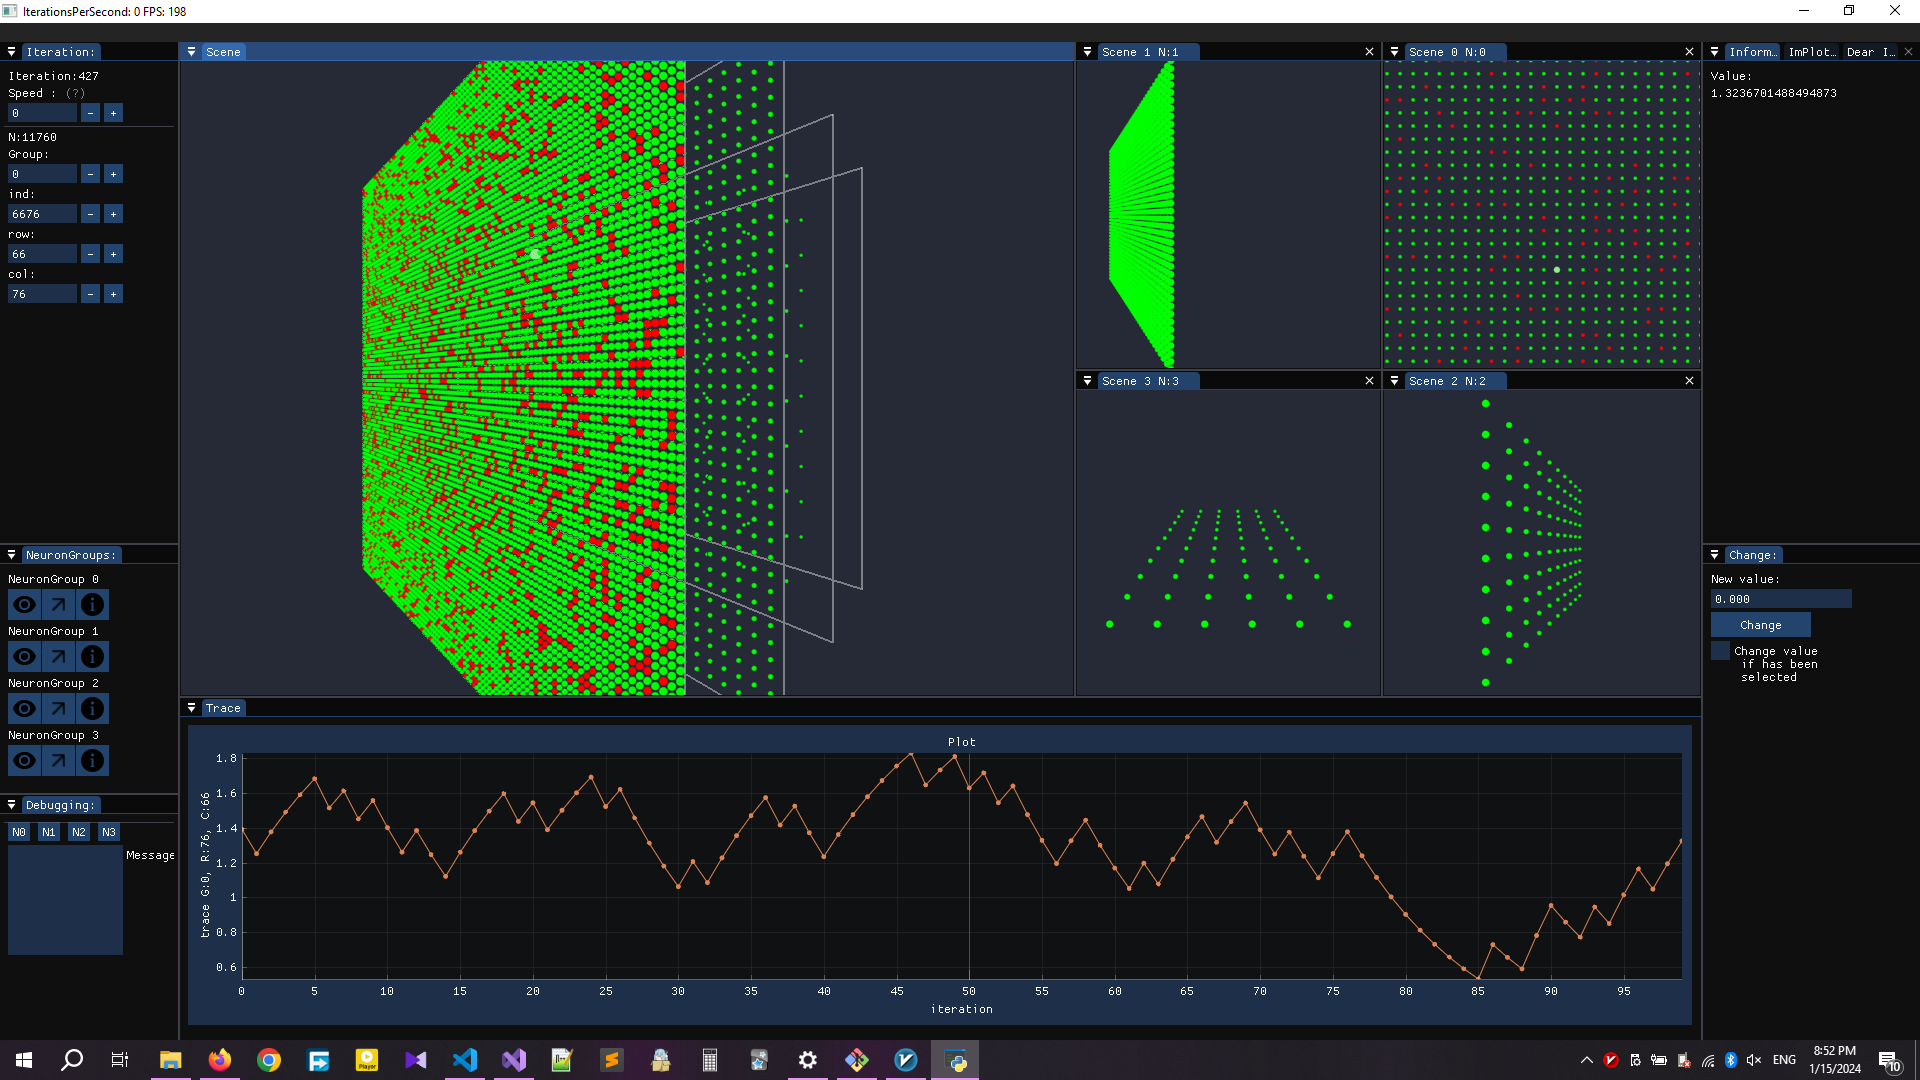 IterationsPerSecond: 0 FPS: 198
Iteration:
Iteration:427
Speed : (?)
0 - +
N:11760
Group:
0 - +
ind:
6676 - +
row:
66 - +
col:
76 - +
NeuronGroups:
NeuronGroup 0
NeuronGroup 1
NeuronGroup 2
NeuronGroup 3
Debugging:
N0 N1 N2 N3
Message
Scene
Scene 1 N:1
Scene 0 N:0
Scene 3 N:3
Scene 2 N:2
Trace
Plot
trace G:0, R:76, C:66
1.8
1.6
1.4
1.2
1
0.8
0.6
0 5 10 15 20 25 30 35 40 45 50 55 60 65 70 75 80 85 90 95
iteration
Inform… ImPlot… Dear I…
Value:
1.3236701488494873
Change:
New value:
0.000
Change
Change value
if has been
selected
Player
ENG
8:52 PM
1/15/2024
10